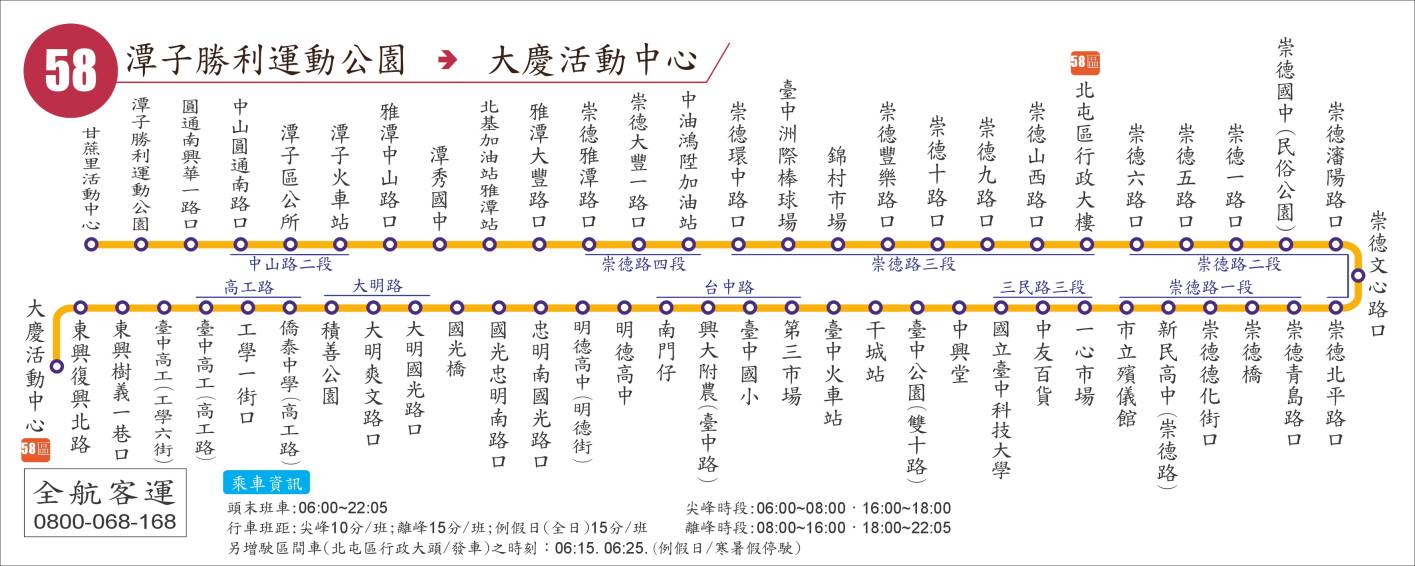 58
潭子勝利運動公園 ➔ 大慶活動中心
甘蔗里活動中心
潭子勝利運動公園
圓通南興華一路口
中山圓通南路口
潭子區公所
潭子火車站
雅潭中山路口
潭秀國中
北基加油站雅潭站
雅潭大豐路口
崇德雅潭路口
崇德大豐一路口
中油鴻陞加油站
崇德環中路口
臺中洲際棒球場
錦村市場
崇德豐樂路口
崇德十路口
崇德九路口
崇德山西路口
58區
北屯區行政大樓
崇德六路口
崇德五路口
崇德一路口
崇德國中(民俗公園)
崇德瀋陽路口
崇德文心路口
中山路二段
崇德路四段
崇德路三段
崇德路二段
高工路
大明路
台中路
三民路三段
崇德路一段
崇德北平路口
崇德青島路口
崇德橋
崇德德化街口
新民高中(崇德路)
市立殯儀館
一心市場
中友百貨
國立臺中科技大學
中興堂
臺中公園(雙十路)
干城站
臺中火車站
第三市場
臺中國小
興大附農(臺中路)
南門仔
明德高中
明德高中(明德街)
忠明南國光路口
國光忠明南路口
國光橋
大明國光路口
大明爽文路口
積善公園
僑泰中學(高工路)
工學一街口
臺中高工(高工路)
臺中高工(工學六街)
東興樹義一巷口
東興復興北路
大慶活動中心
58區
全航客運
0800-068-168
乘車資訊
頭末班車:06:00~22:05
行車班距:尖峰10分/班;離峰15分/班;例假日(全日)15分/班
另增駛區間車(北屯區行政大頭/發車)之時刻：06:15. 06:25. (例假日/寒暑假停駛)
尖峰時段:06:00~08:00‧16:00~18:00
離峰時段:08:00~16:00‧18:00~22:05